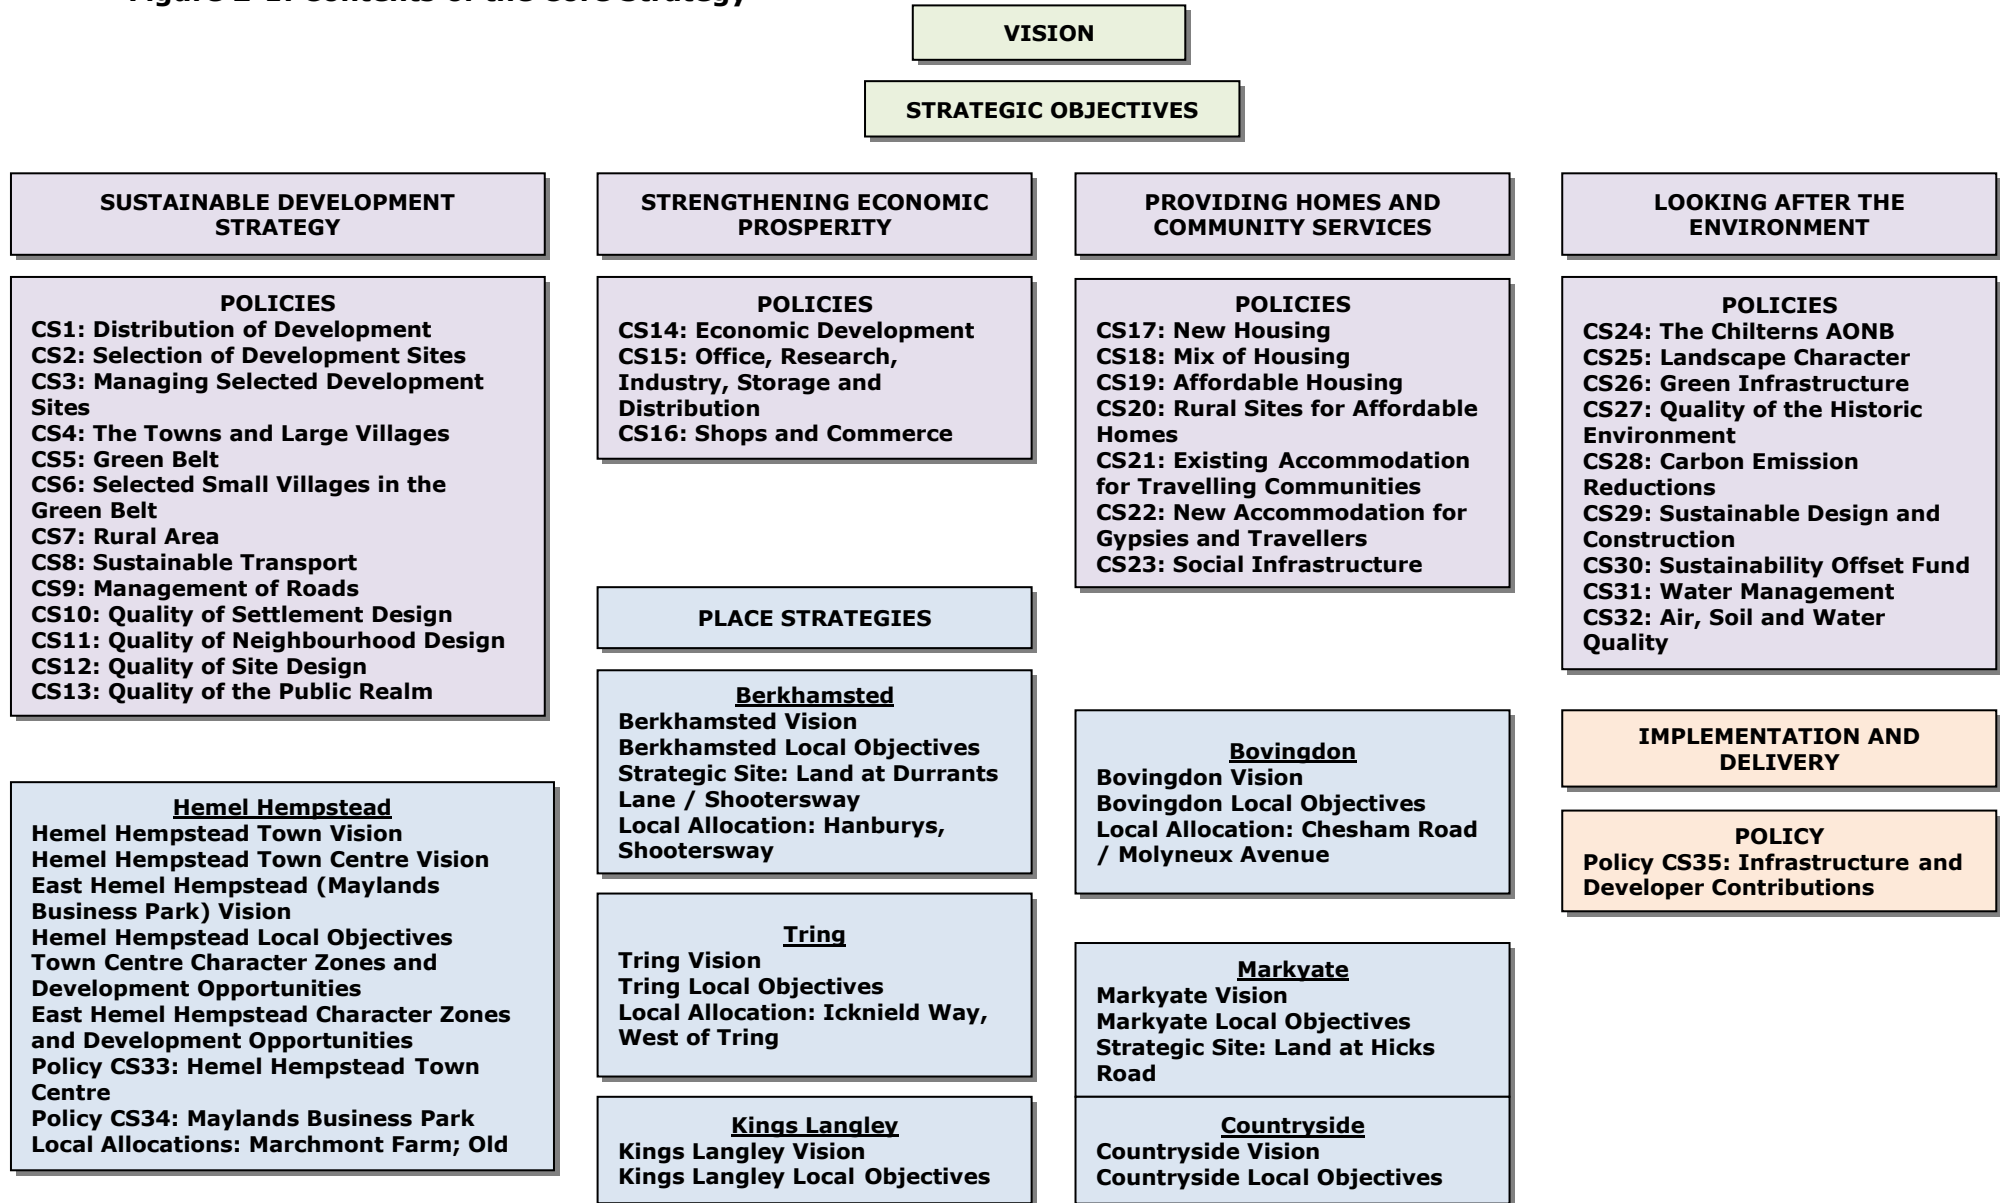 Figure 2-1: Contents of the Core Strategy
VISION
STRATEGIC OBJECTIVES
SUSTAINABLE DEVELOPMENT
STRATEGY
POLICIES
CS1: Distribution of Development
CS2: Selection of Development Sites
CS3: Managing Selected Development
Sites
CS4: The Towns and Large Villages
CS5: Green Belt
CS6: Selected Small Villages in the
Green Belt
CS7: Rural Area
CS8: Sustainable Transport
CS9: Management of Roads
CS10: Quality of Settlement Design
CS11: Quality of Neighbourhood Design
CS12: Quality of Site Design
CS13: Quality of the Public Realm
STRENGTHENING ECONOMIC
PROSPERITY
POLICIES
CS14: Economic Development
CS15: Office, Research,
Industry, Storage and
Distribution
CS16: Shops and Commerce
PROVIDING HOMES AND
COMMUNITY SERVICES
POLICIES
CS17: New Housing
CS18: Mix of Housing
CS19: Affordable Housing
CS20: Rural Sites for Affordable
Homes
CS21: Existing Accommodation
for Travelling Communities
CS22: New Accommodation for
Gypsies and Travellers
CS23: Social Infrastructure
LOOKING AFTER THE
ENVIRONMENT
POLICIES
CS24: The Chilterns AONB
CS25: Landscape Character
CS26: Green Infrastructure
CS27: Quality of the Historic
Environment
CS28: Carbon Emission
Reductions
CS29: Sustainable Design and
Construction
CS30: Sustainability Offset Fund
CS31: Water Management
CS32: Air, Soil and Water
Quality
PLACE STRATEGIES
Hemel Hempstead
Hemel Hempstead Town Vision
Hemel Hempstead Town Centre Vision
East Hemel Hempstead (Maylands
Business Park) Vision
Hemel Hempstead Local Objectives
Town Centre Character Zones and
Development Opportunities
East Hemel Hempstead Character Zones
and Development Opportunities
Policy CS33: Hemel Hempstead Town
Centre
Policy CS34: Maylands Business Park
Local Allocations: Marchmont Farm; Old
Berkhamsted
Berkhamsted Vision
Berkhamsted Local Objectives
Strategic Site: Land at Durrants
Lane / Shootersway
Local Allocation: Hanburys,
Shootersway
Tring
Tring Vision
Tring Local Objectives
Local Allocation: Icknield Way,
West of Tring
Kings Langley
Kings Langley Vision
Kings Langley Local Objectives
Bovingdon
Bovingdon Vision
Bovingdon Local Objectives
Local Allocation: Chesham Road
/ Molyneux Avenue
Markyate
Markyate Vision
Markyate Local Objectives
Strategic Site: Land at Hicks
Road
Countryside
Countryside Vision
Countryside Local Objectives
IMPLEMENTATION AND
DELIVERY
POLICY
Policy CS35: Infrastructure and
Developer Contributions